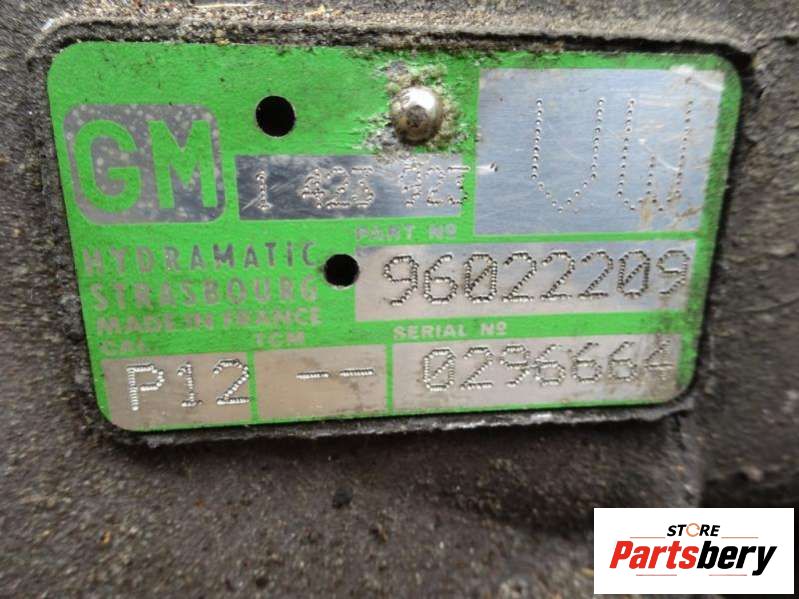 GM
1 423 923
VW
PART Nº
HYDRAMATIC
STRASBOURG
96022209
MADE IN FRANCE
CAL. TCM SERIAL Nº
P12 -- 0296664
STORE
Partsbery